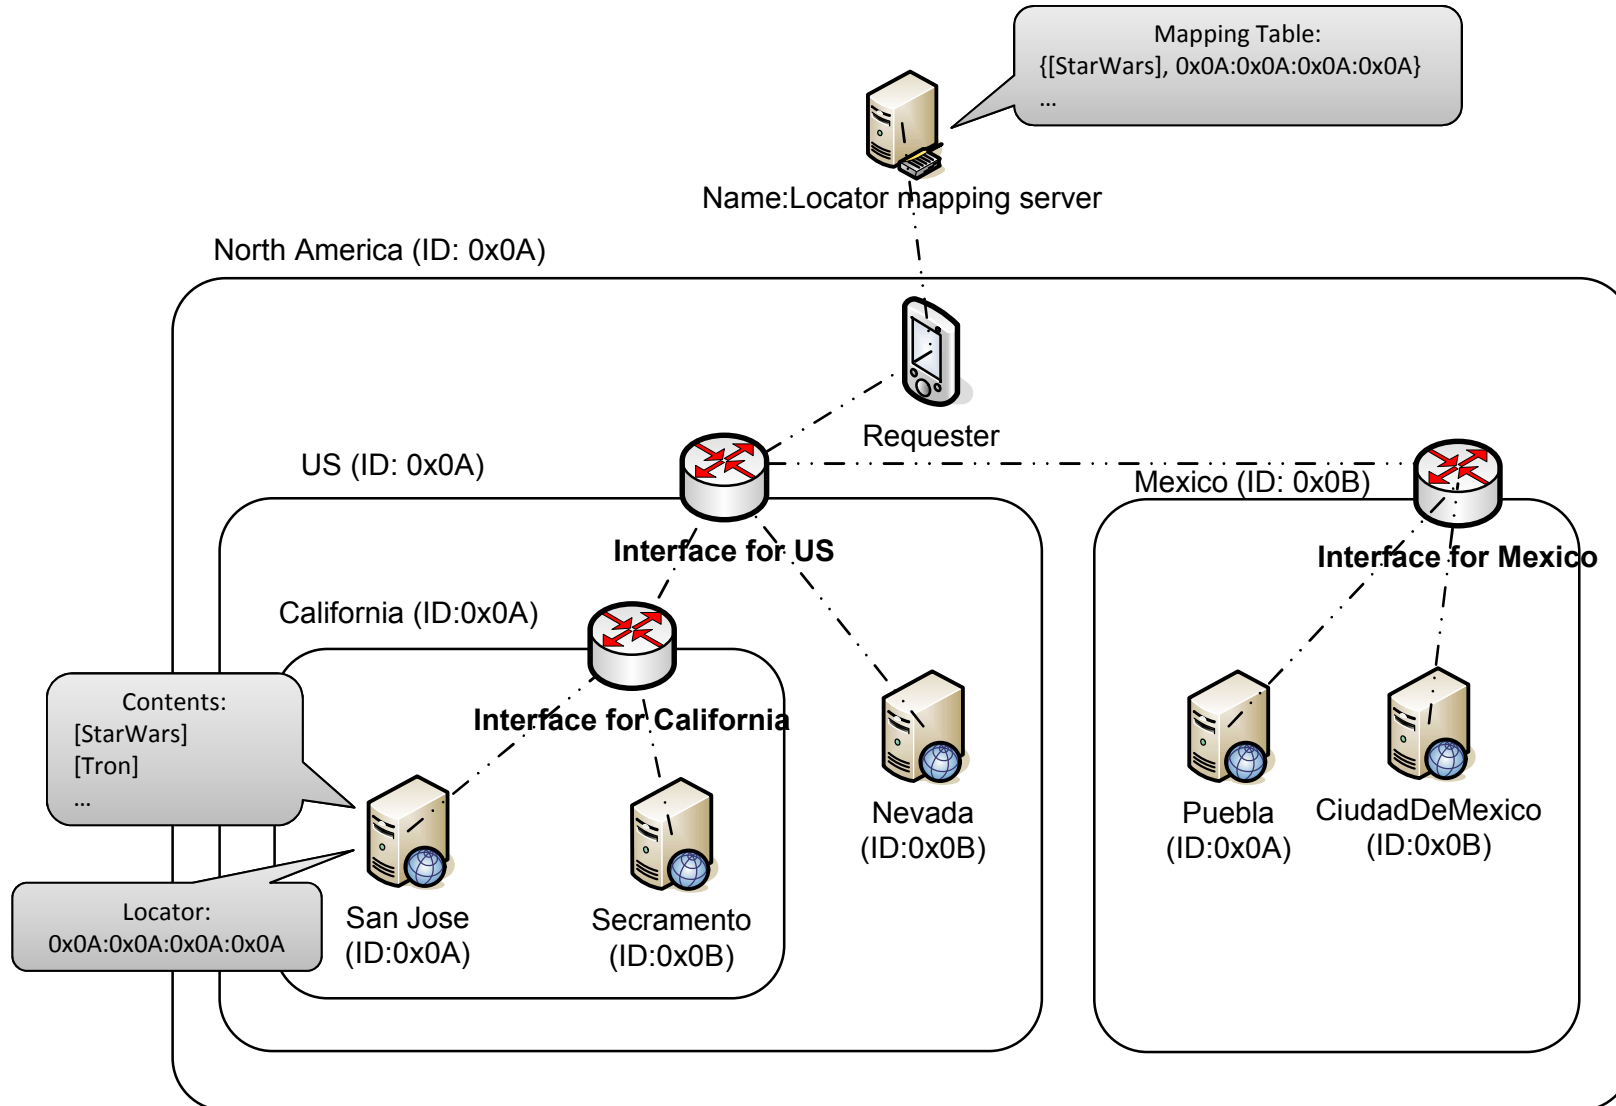 Mapping Table:
{[StarWars], 0x0A:0x0A:0x0A:0x0A}
...
Name:Locator mapping server
North America (ID: 0x0A)
Requester
US (ID: 0x0A)
Mexico (ID: 0x0B)
Interface for US
Interface for Mexico
California (ID:0x0A)
Contents:
[StarWars]
[Tron]
...
Interface for California
Nevada
(ID:0x0B)
Puebla
(ID:0x0A)
CiudadDeMexico
(ID:0x0B)
Locator:
0x0A:0x0A:0x0A:0x0A
San Jose
(ID:0x0A)
Secramento
(ID:0x0B)